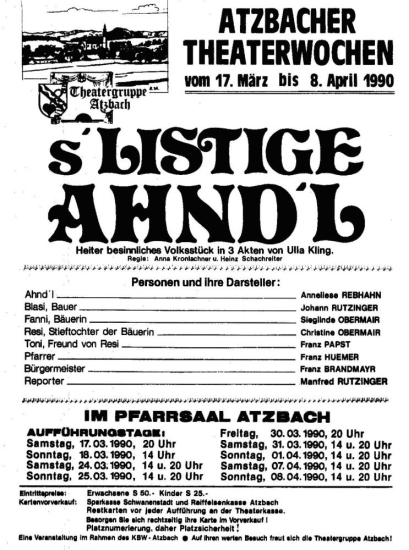 ATZBACHER
THEATERWOCHEN
vom 17. März bis 8. April 1990
Theatergruppe
Atzbach
s´LISTIGE
AHND´L
Heiter besinnliches Volksstück in 3 Akten von Ulla Kling.
Regie: Anna Kronlachner u. Heinz Schachreiter
Personen und ihre Darsteller:
Ahnd´l Anneliese REBHAHN
Blasi, Bauer Johann RUTZINGER
Fanni, Bäuerin Sieglinde OBERMAIR
Resi, Stieftochter der Bäuerin Christine OBERMAIR
Toni, Freund von Resi Franz PAPST
Pfarrer Franz HUEMER
Bürgermeister Franz BRANDMAYR
Reporter Manfred RUTZINGER
IM PFARRSAAL ATZBACH
AUFFÜHRUNGSTAGE:
Samstag, 17.03.1990, 20 Uhr
Sonntag, 18.03.1990, 14 Uhr
Samstag, 24.03.1990, 14 u. 20 Uhr
Sonntag, 25.03.1990, 14 u. 20 Uhr
Freitag, 30.03.1990, 20 Uhr
Samstag, 31.03.1990, 14 u. 20 Uhr
Sonntag, 01.04.1990, 14 u. 20 Uhr
Samstag, 07.04.1990, 14 u. 20 Uhr
Sonntag, 08.04.1990, 14 u. 20 Uhr
Eintrittspreise: Erwachsene S 50.- Kinder S 25.-
Kartenvorverkauf: Sparkasse Schwanenstadt und Raiffeisenkasse Atzbach
Restkarten vor jeder Aufführung an der Theaterkasse.
Besorgen Sie sich rechtzeitig ihre Karte im Vorverkauf !
Platznumerierung, daher Platzsicherheit !
Eine Veranstaltung im Rahmen des KBW-Atzbach ● Auf ihren werten Besuch freut sich die Theatergruppe Atzbach!